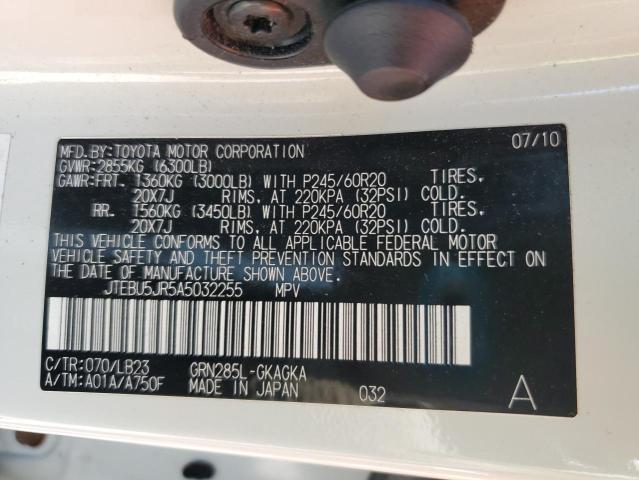 MFD.BY:TOYOTA MOTOR CORPORATION 07/10
GVWR:2855KG (6300LB)
GAWR:FRT. 1360KG (3000LB) WITH P245/60R20 TIRES,
20X7J RIMS, AT 220KPA (32PSI) COLD.
RR. 1560KG (3450LB) WITH P245/60R20 TIRES,
20X7J RIMS, AT 220KPA (32PSI) COLD.
THIS VEHICLE CONFORMS TO ALL APPLICABLE FEDERAL MOTOR
VEHICLE SAFETY AND THEFT PREVENTION STANDARDS IN EFFECT ON
THE DATE OF MANUFACTURE SHOWN ABOVE.
JTEBU5JR5A5032255 MPV
C/TR:070/LB23 GRN285L-GKAGKA
A/TM:A01A/A750F MADE IN JAPAN 032 A